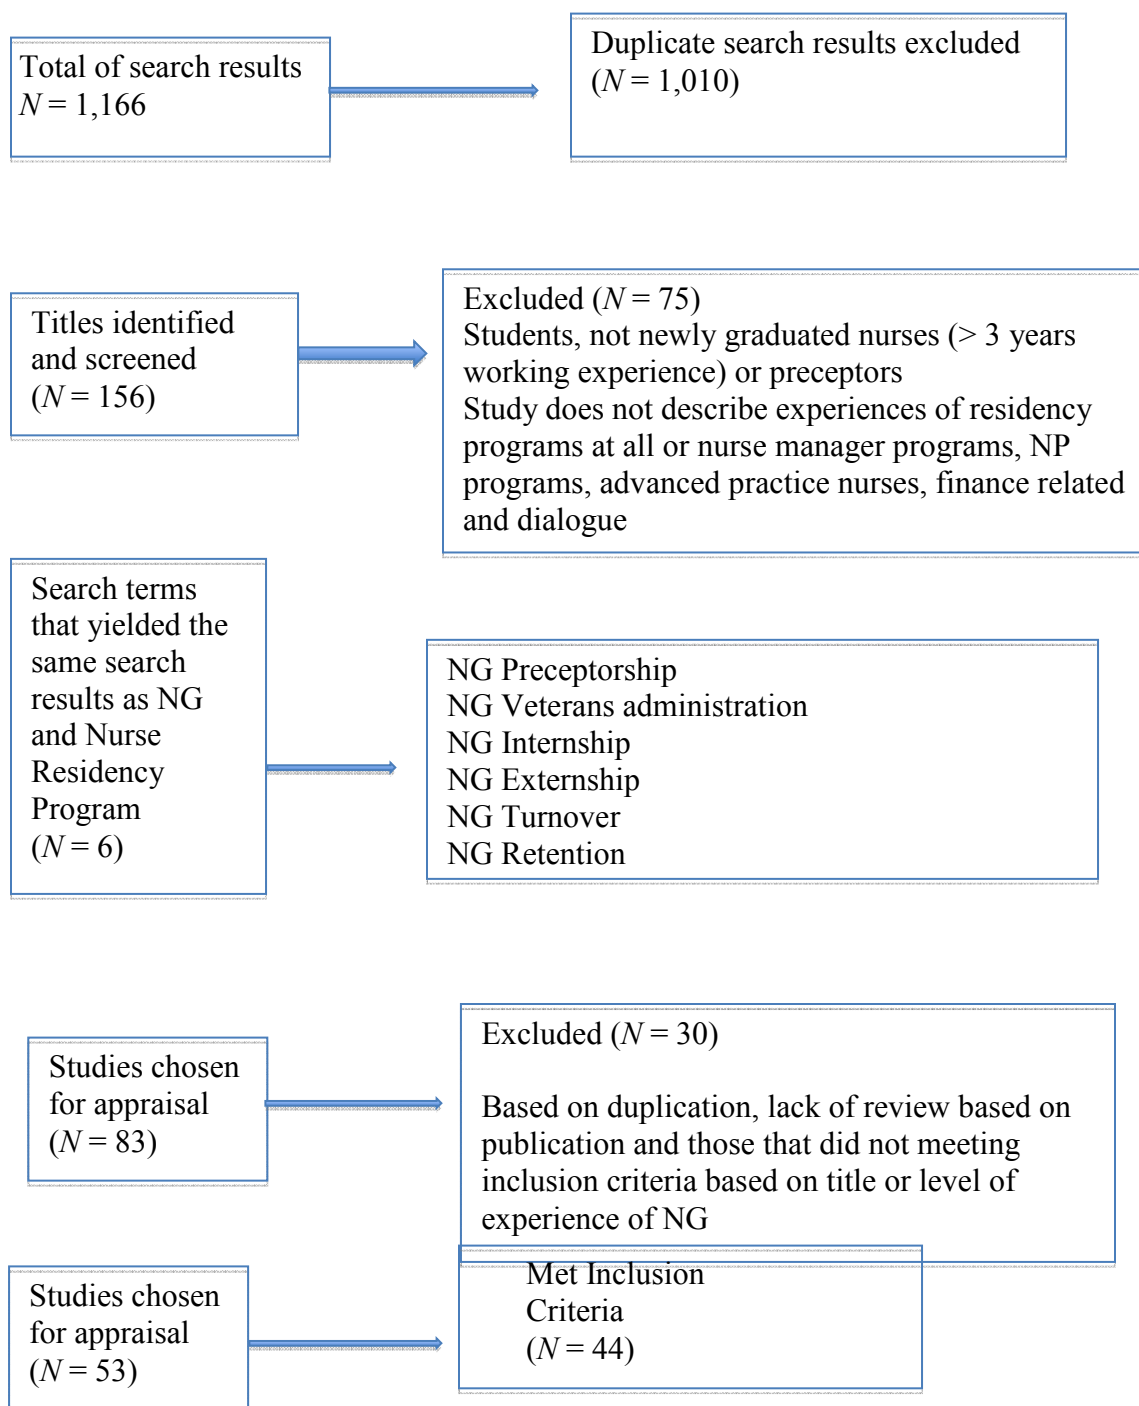 Total of search results
N = 1,166
Duplicate search results excluded
(N = 1,010)
Titles identified
and screened
(N = 156)
Excluded (N = 75)
Students, not newly graduated nurses (> 3 years
working experience) or preceptors
Study does not describe experiences of residency
programs at all or nurse manager programs, NP
programs, advanced practice nurses, finance related
and dialogue
Search terms
that yielded the
same search
results as NG
and Nurse
Residency
Program
(N = 6)
NG Preceptorship
NG Veterans administration
NG Internship
NG Externship
NG Turnover
NG Retention
Studies chosen
for appraisal
(N = 83)
Excluded (N = 30)
Based on duplication, lack of review based on
publication and those that did not meeting
inclusion criteria based on title or level of
experience of NG
Studies chosen
for appraisal
(N = 53)
Met Inclusion
Criteria
(N = 44)